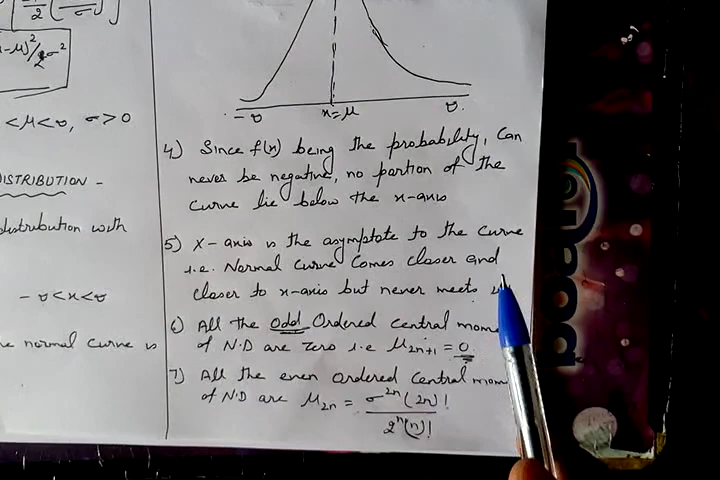 (x-μ)²/2σ²
<μ<∞, σ>0
DISTRIBUTION -
distribution with
-∞<x<∞
normal curve is
-∞ x=μ ∞.
4) Since f(x) being the probability, can
never be negative, no portion of the
curve lie below the x-axis
5) X-axis is the asymptote to the curve
i.e. Normal Curve Comes closer and
closer to x-axis but never meets
6) All the Odd Ordered central mome
of N.D are zero i.e μ2n+1 = 0
7) All the even Ordered central mom
of N.D are μ2n = σ²ⁿ(2n)!
2ⁿ(n)!